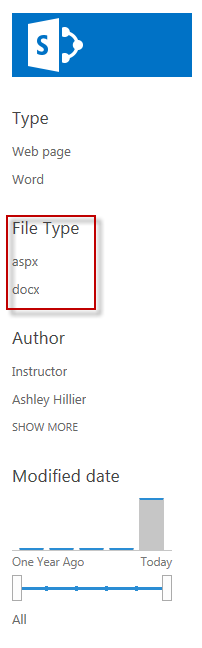 S
Type
Web page
Word
File Type
aspx
docx
Author
Instructor
Ashley Hillier
SHOW MORE
Modified date
One Year Ago Today
All